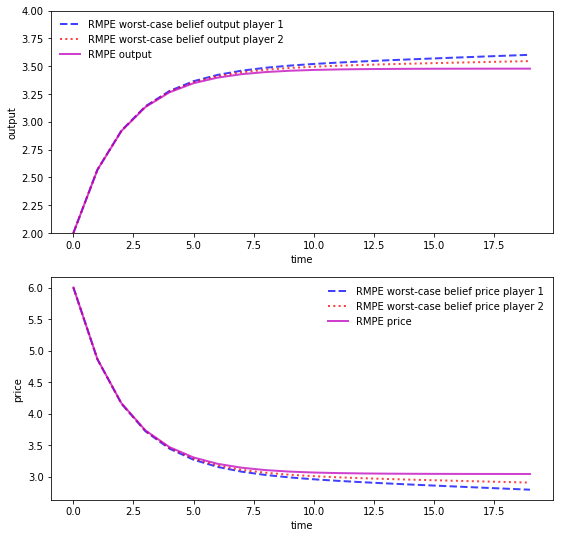 4.00
3.75
3.50
3.25
3.00
2.75
2.50
2.25
2.00
output
RMPE worst-case belief output player 1
RMPE worst-case belief output player 2
RMPE output
0.0 2.5 5.0 7.5 10.0 12.5 15.0 17.5
time
6.0
5.5
5.0
4.5
4.0
3.5
3.0
price
RMPE worst-case belief price player 1
RMPE worst-case belief price player 2
RMPE price
0.0 2.5 5.0 7.5 10.0 12.5 15.0 17.5
time